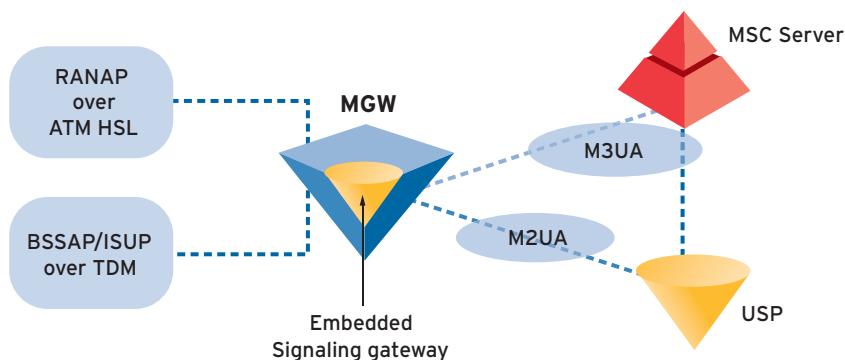 RANAP
over
ATM HSL
BSSAP/ISUP
over TDM
MGW
Embedded
Signaling gateway
M3UA
M2UA
MSC Server
USP